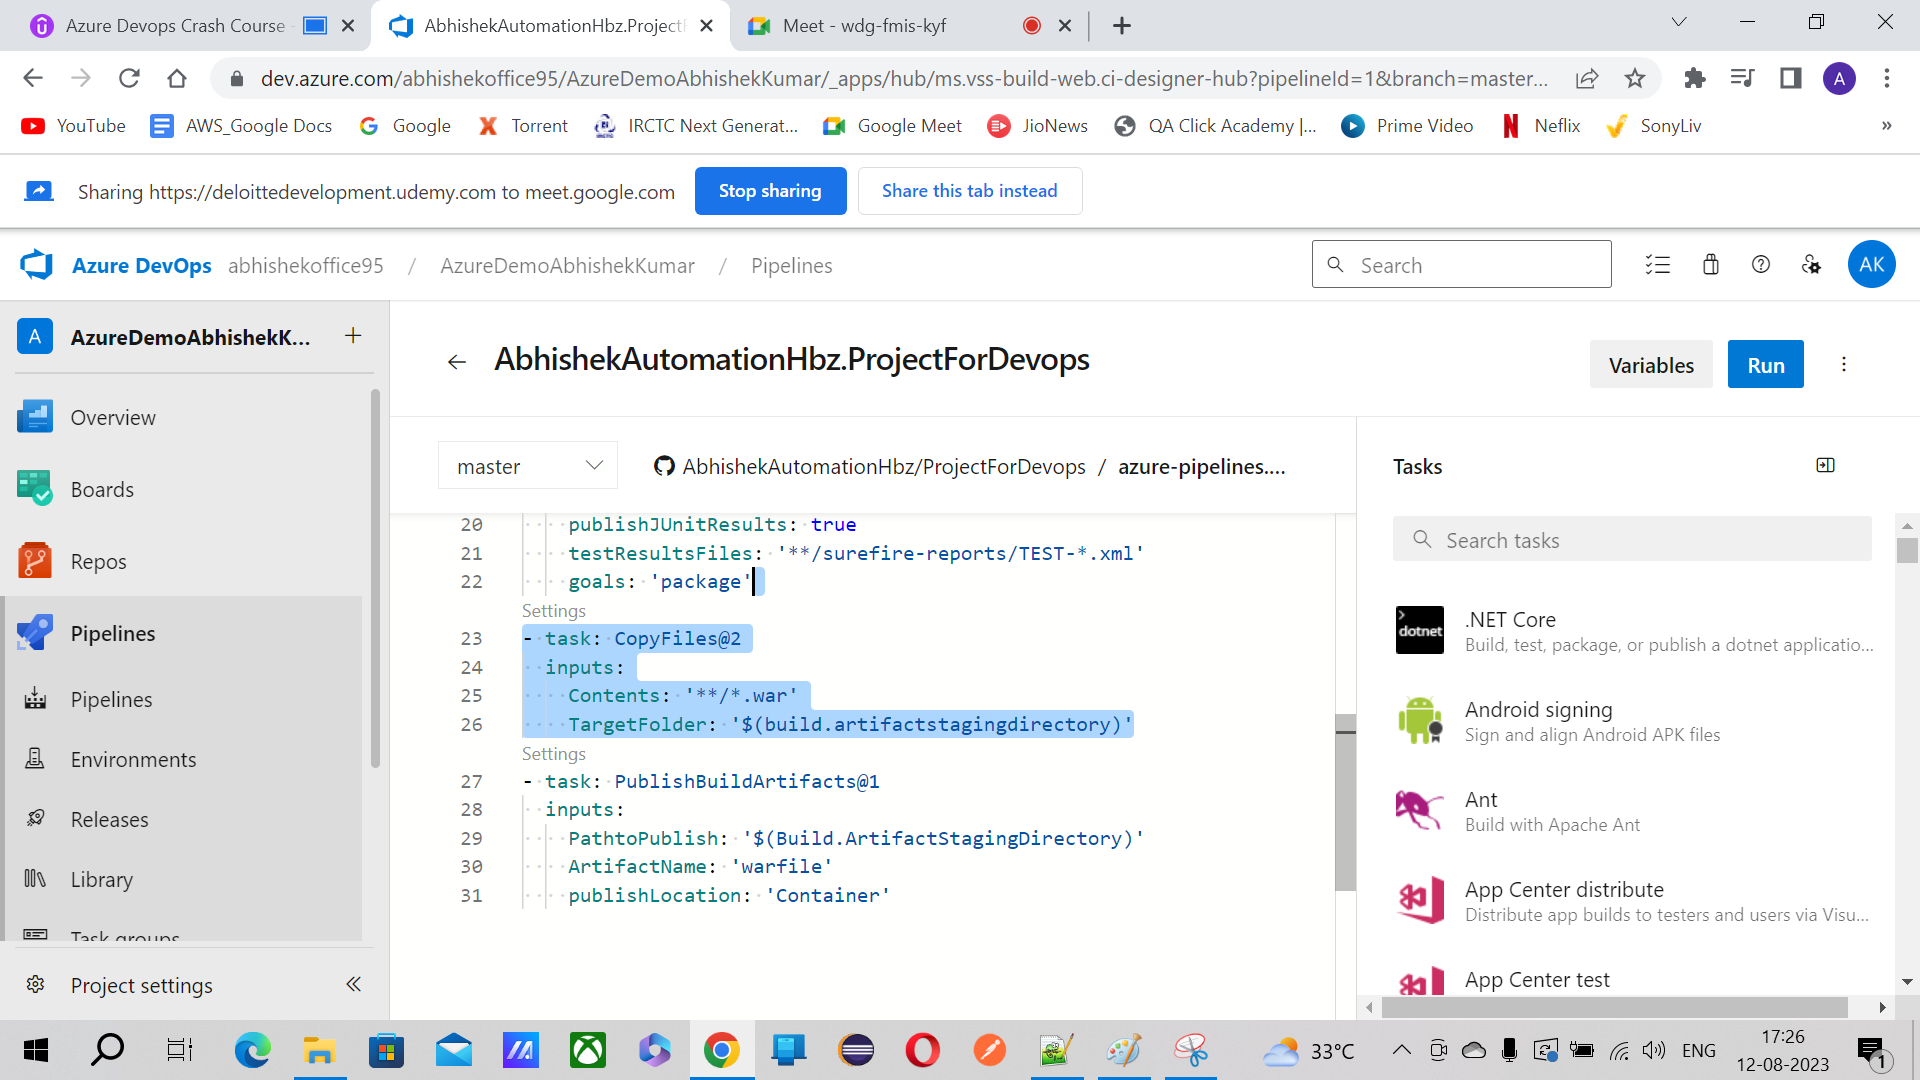 Azure Devops Crash Course
AbhishekAutomationHbz.Project
Meet - wdg-fmis-kyf
dev.azure.com/abhishekoffice95/AzureDemoAbhishekKumar/_apps/hub/ms.vss-build-web.ci-designer-hub?pipelineId=1&branch=master...
A
YouTube
AWS_Google Docs
Google
Torrent
IRCTC Next Generat...
Google Meet
JioNews
QA Click Academy |...
Prime Video
Neflix
SonyLiv
»
Sharing https://deloittedevelopment.udemy.com to meet.google.com
Stop sharing
Share this tab instead
Azure DevOps abhishekoffice95 / AzureDemoAbhishekKumar / Pipelines
Search
AK
A AzureDemoAbhishekK... +
Overview
Boards
Repos
Pipelines
Pipelines
Environments
Releases
Library
Task groups
Project settings
AbhishekAutomationHbz.ProjectForDevops
Variables
Run
master
AbhishekAutomationHbz/ProjectForDevops / azure-pipelines....
20 publishJUnitResults: true
21 testResultsFiles: '**/surefire-reports/TEST-*.xml'
22 goals: 'package'
Settings
23 - task: CopyFiles@2
24 inputs:
25 Contents: '**/*.war'
26 TargetFolder: '$(build.artifactstagingdirectory)'
Settings
27 - task: PublishBuildArtifacts@1
28 inputs:
29 PathtoPublish: '$(Build.ArtifactStagingDirectory)'
30 ArtifactName: 'warfile'
31 publishLocation: 'Container'
Tasks
Search tasks
dotnet
.NET Core
Build, test, package, or publish a dotnet applicatio...
Android signing
Sign and align Android APK files
Ant
Build with Apache Ant
App Center distribute
Distribute app builds to testers and users via Visu...
App Center test
33°C
ENG
17:26
12-08-2023
1